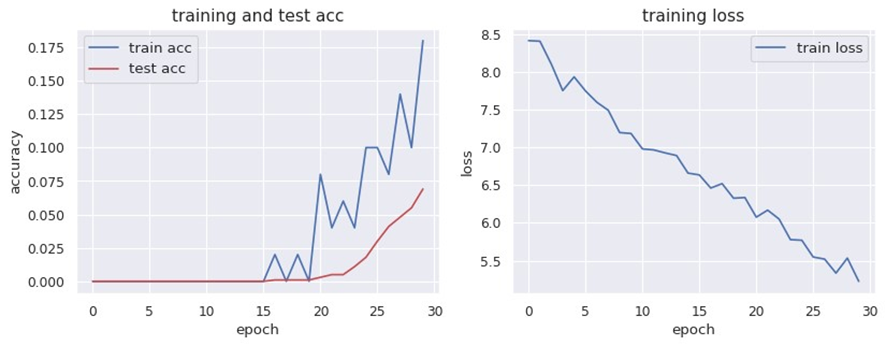 training and test acc
train acc
test acc
accuracy
0.175
0.150
0.125
0.100
0.075
0.050
0.025
0.000
0 5 10 15 20 25 30
epoch
training loss
train loss
loss
8.5
8.0
7.5
7.0
6.5
6.0
5.5
0 5 10 15 20 25 30
epoch